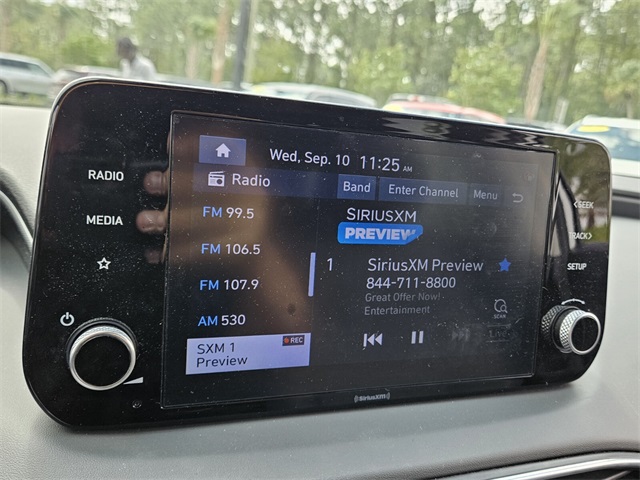 Wed, Sep. 10 11:25 AM
RADIO
MEDIA
Radio
Band
Enter Channel
Menu
FM 99.5
FM 106.5
FM 107.9
AM 530
SXM 1 REC
Preview
SIRIUSXM
PREVIEW
1 SiriusXM Preview
844-711-8800
Great Offer Now!
Entertainment
SCAN
LIVE
<SEEK
TRACK>
SETUP
SiriusXM